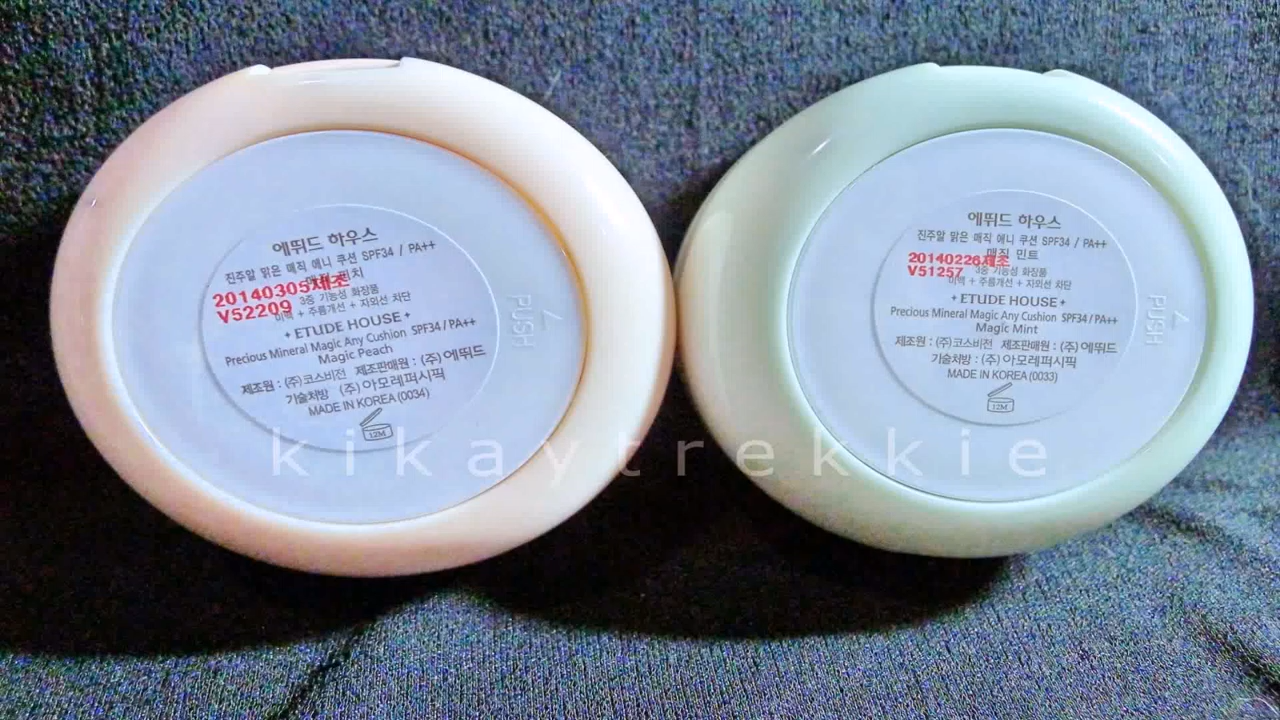 에뛰드 하우스
진주알 맑은 매직 애니 쿠션 SPF34 / PA++
20140305제조
V52209
3중 기능성 화장품
미백 + 주름개선 + 자외선 차단
ETUDE HOUSE
Precious Mineral Magic Any Cushion SPF34/PA++
Magic Peach
제조원 : (주)코스비전 제조판매원 : (주)에뛰드
기술처방 (주)아모레퍼시픽
MADE IN KOREA (0034)
12M
PUSH
에뛰드 하우스
진주알 맑은 매직 애니 쿠션 SPF34 / PA++
매직 민트
20140226제조
V51257
3중 기능성 화장품
미백 + 주름개선 + 자외선 차단
ETUDE HOUSE
Precious Mineral Magic Any Cushion SPF34/PA++
Magic Mint
제조원 : (주)코스비전 제조판매원 : (주)에뛰드
기술처방 : (주)아모레퍼시픽
MADE IN KOREA (0033)
12M
PUSH
kikaytrekkie